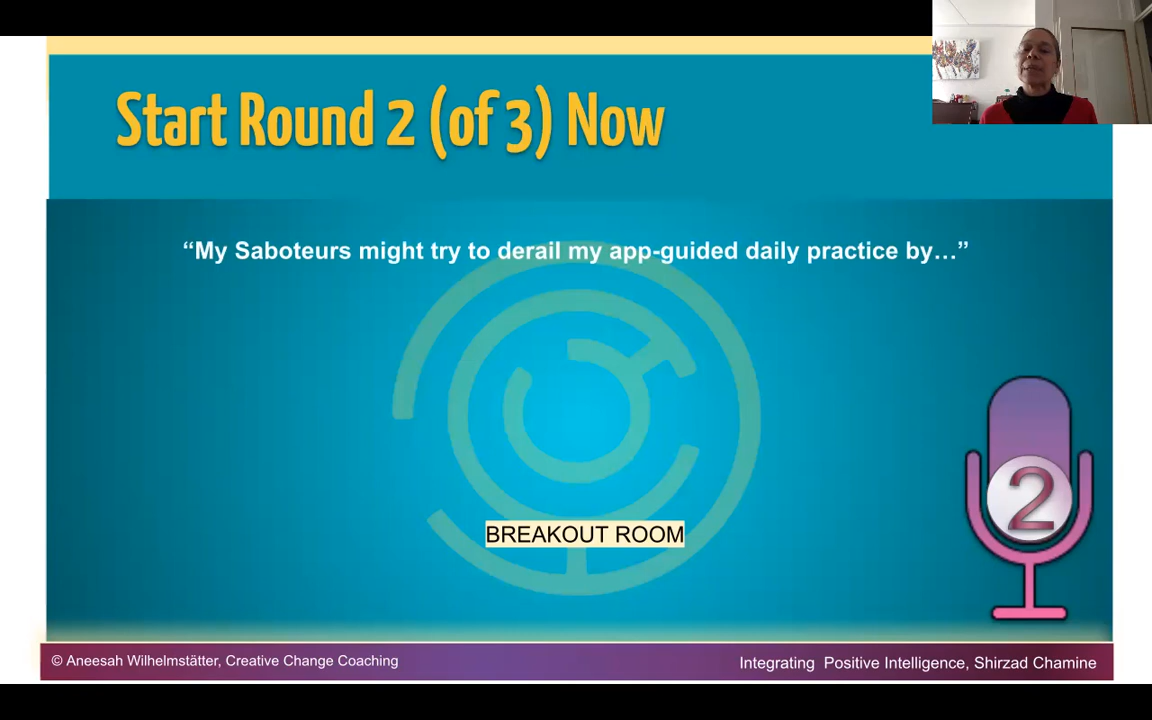 Start Round 2 (of 3) Now
“My Saboteurs might try to derail my app-guided daily practice by…”
BREAKOUT ROOM
2
© Aneesah Wilhelmstätter, Creative Change Coaching
Integrating  Positive Intelligence, Shirzad Chamine